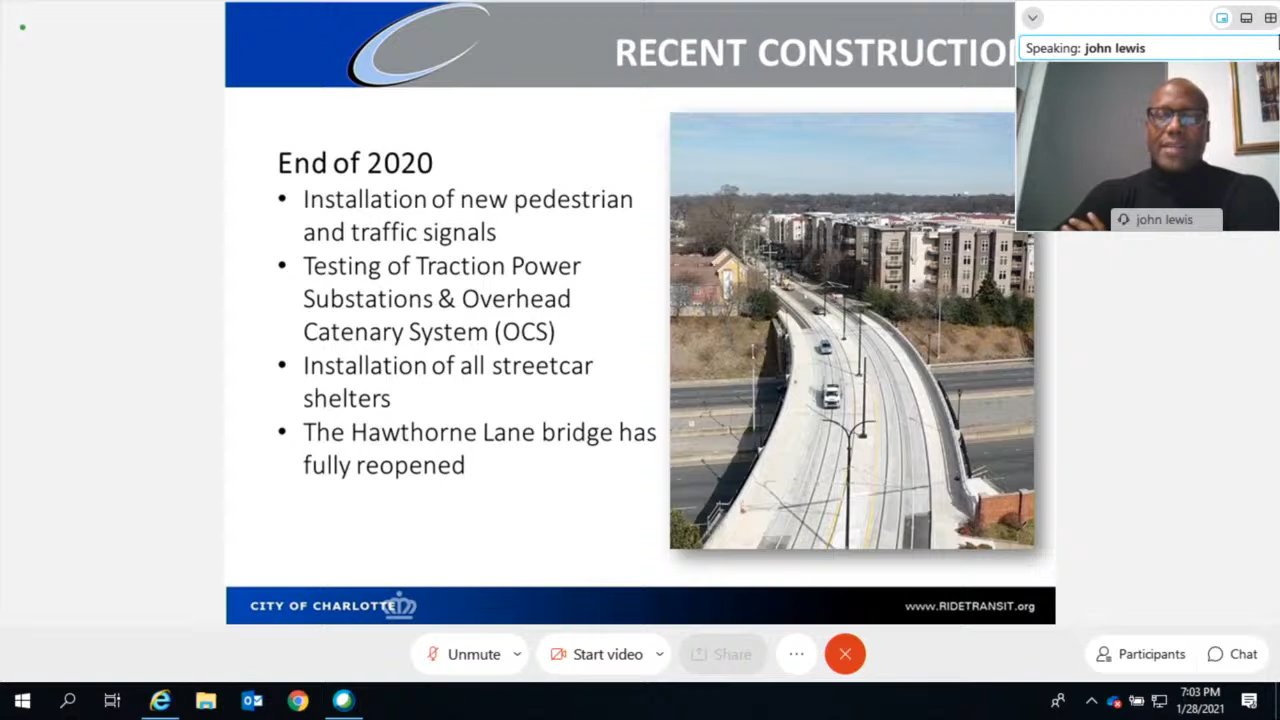 RECENT CONSTRUCTION
Speaking: john lewis
john lewis
End of 2020
• Installation of new pedestrian
and traffic signals
• Testing of Traction Power
Substations & Overhead
Catenary System (OCS)
• Installation of all streetcar
shelters
• The Hawthorne Lane bridge has
fully reopened
CITY OF CHARLOTTE
www.RIDETRANSIT.org
Unmute
Start video
Share
Participants
Chat
7:03 PM
1/28/2021